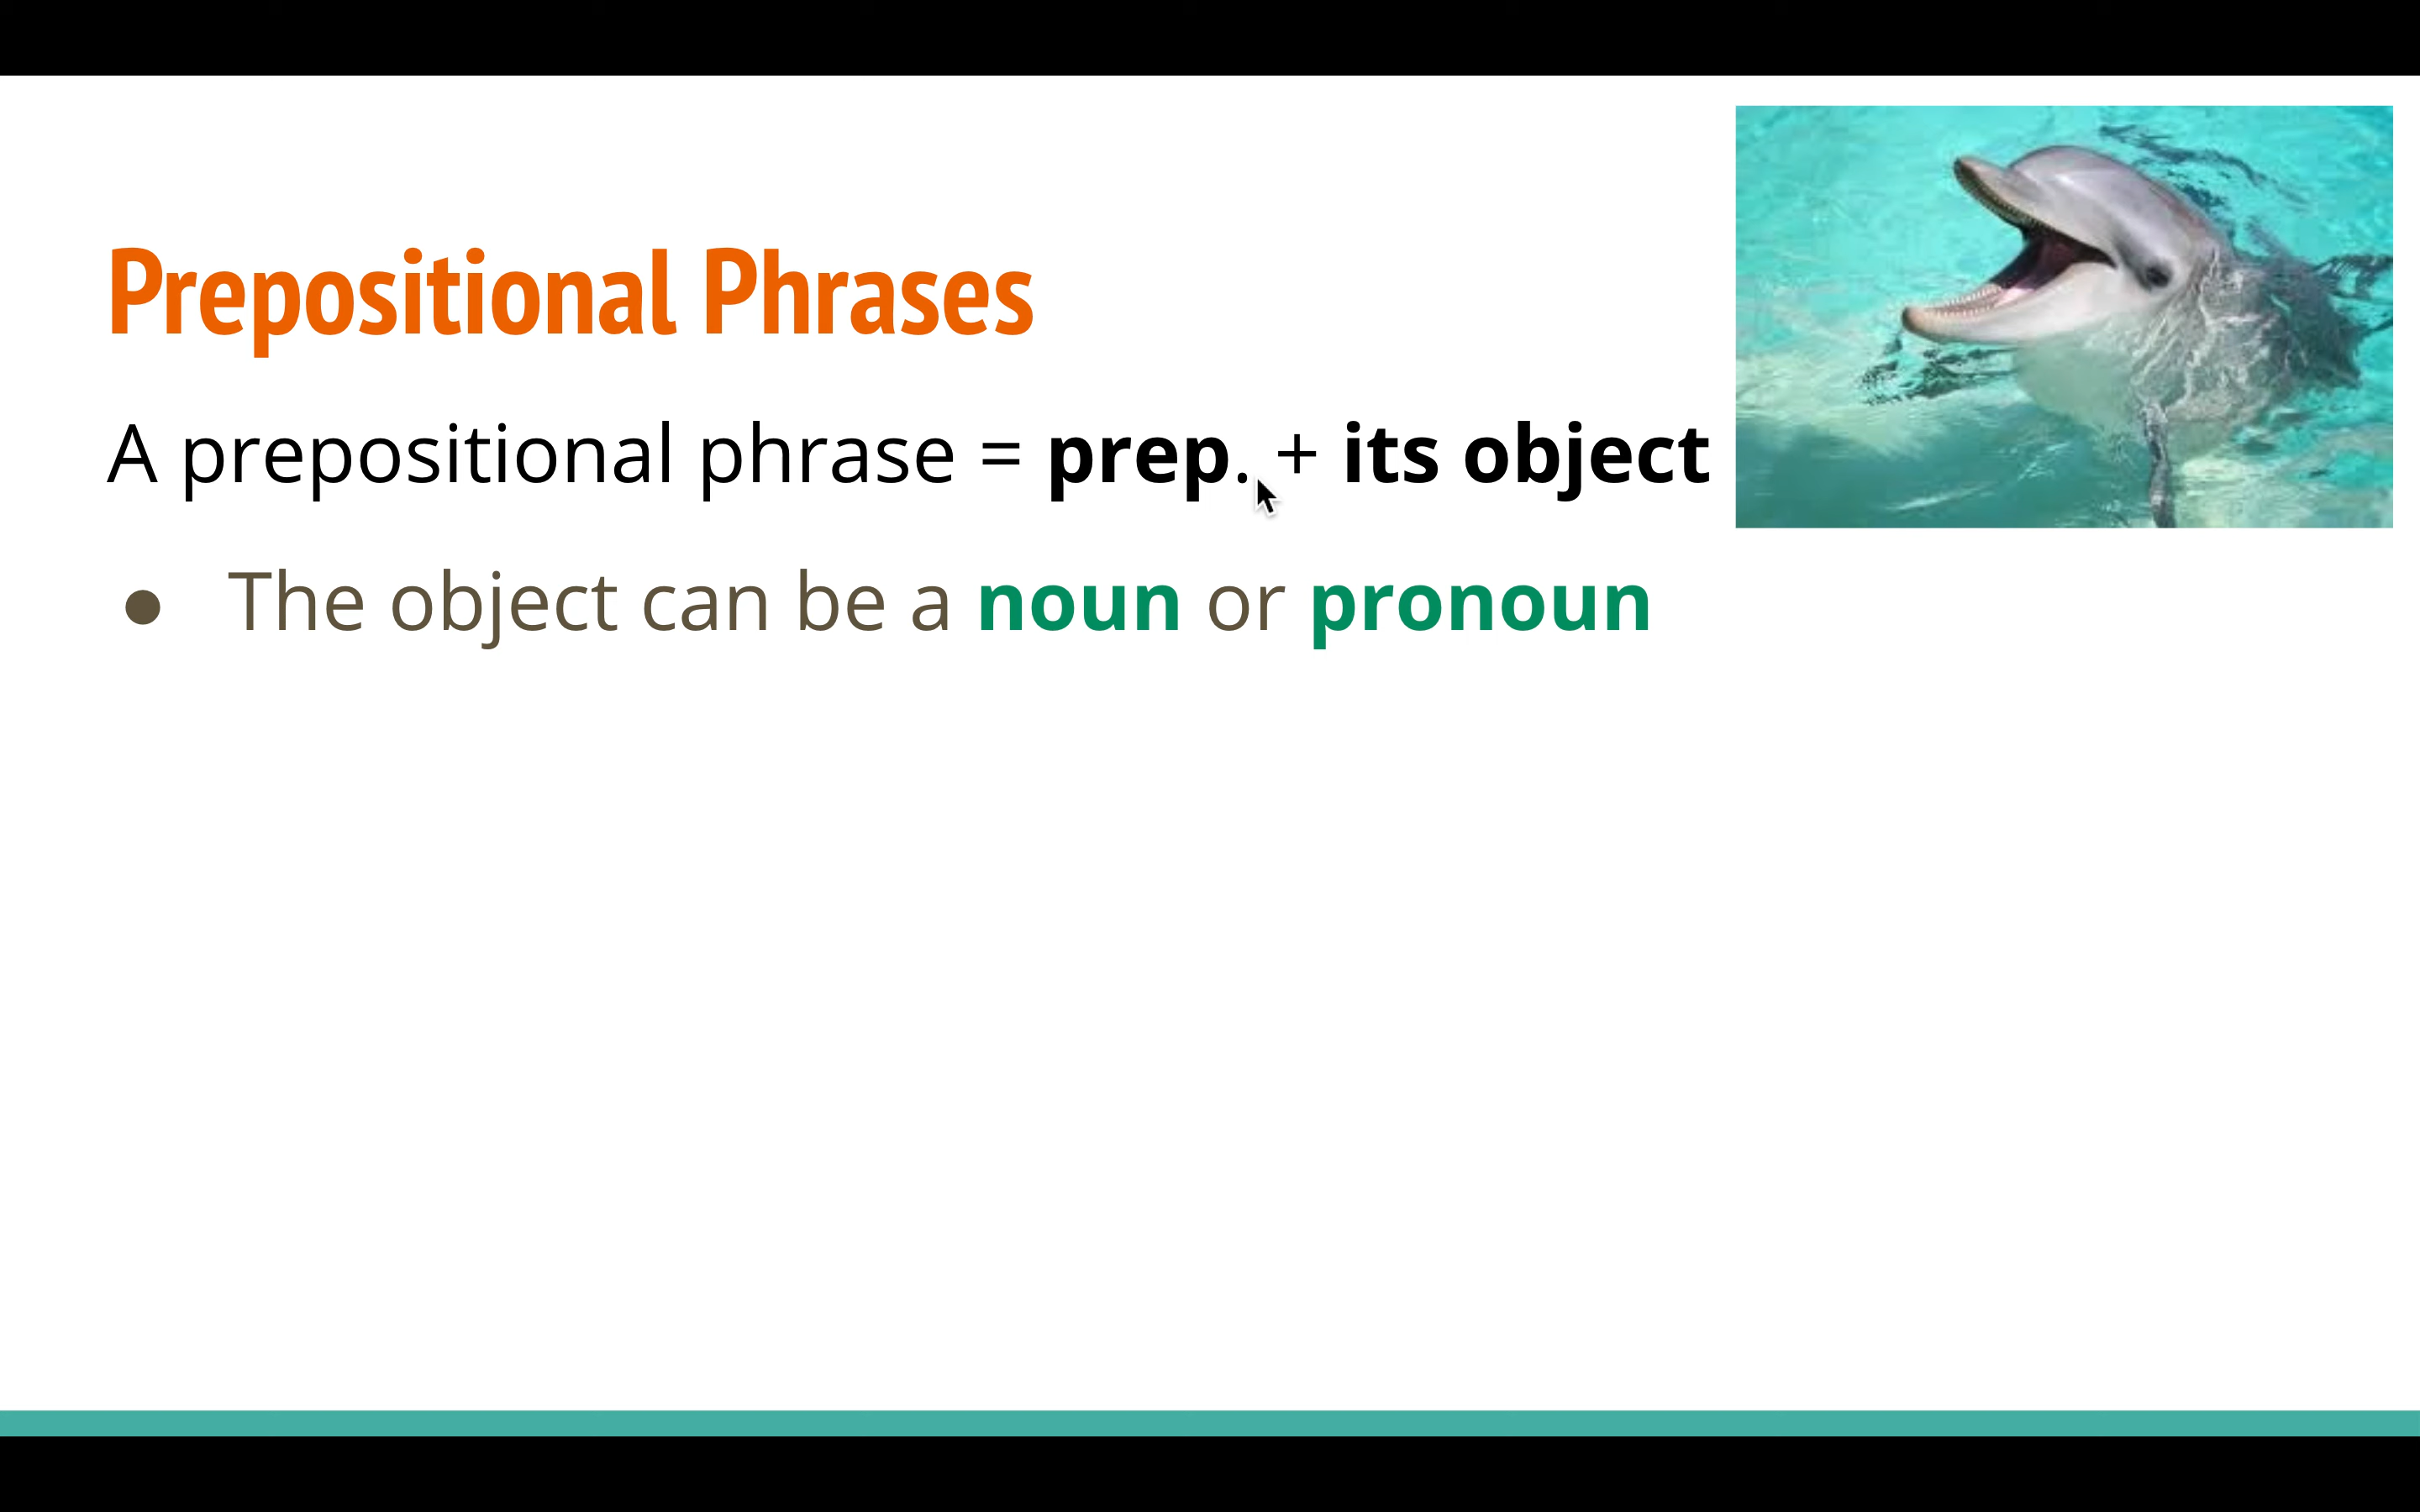 Prepositional Phrases
A prepositional phrase = prep. + its object
● The object can be a noun or pronoun